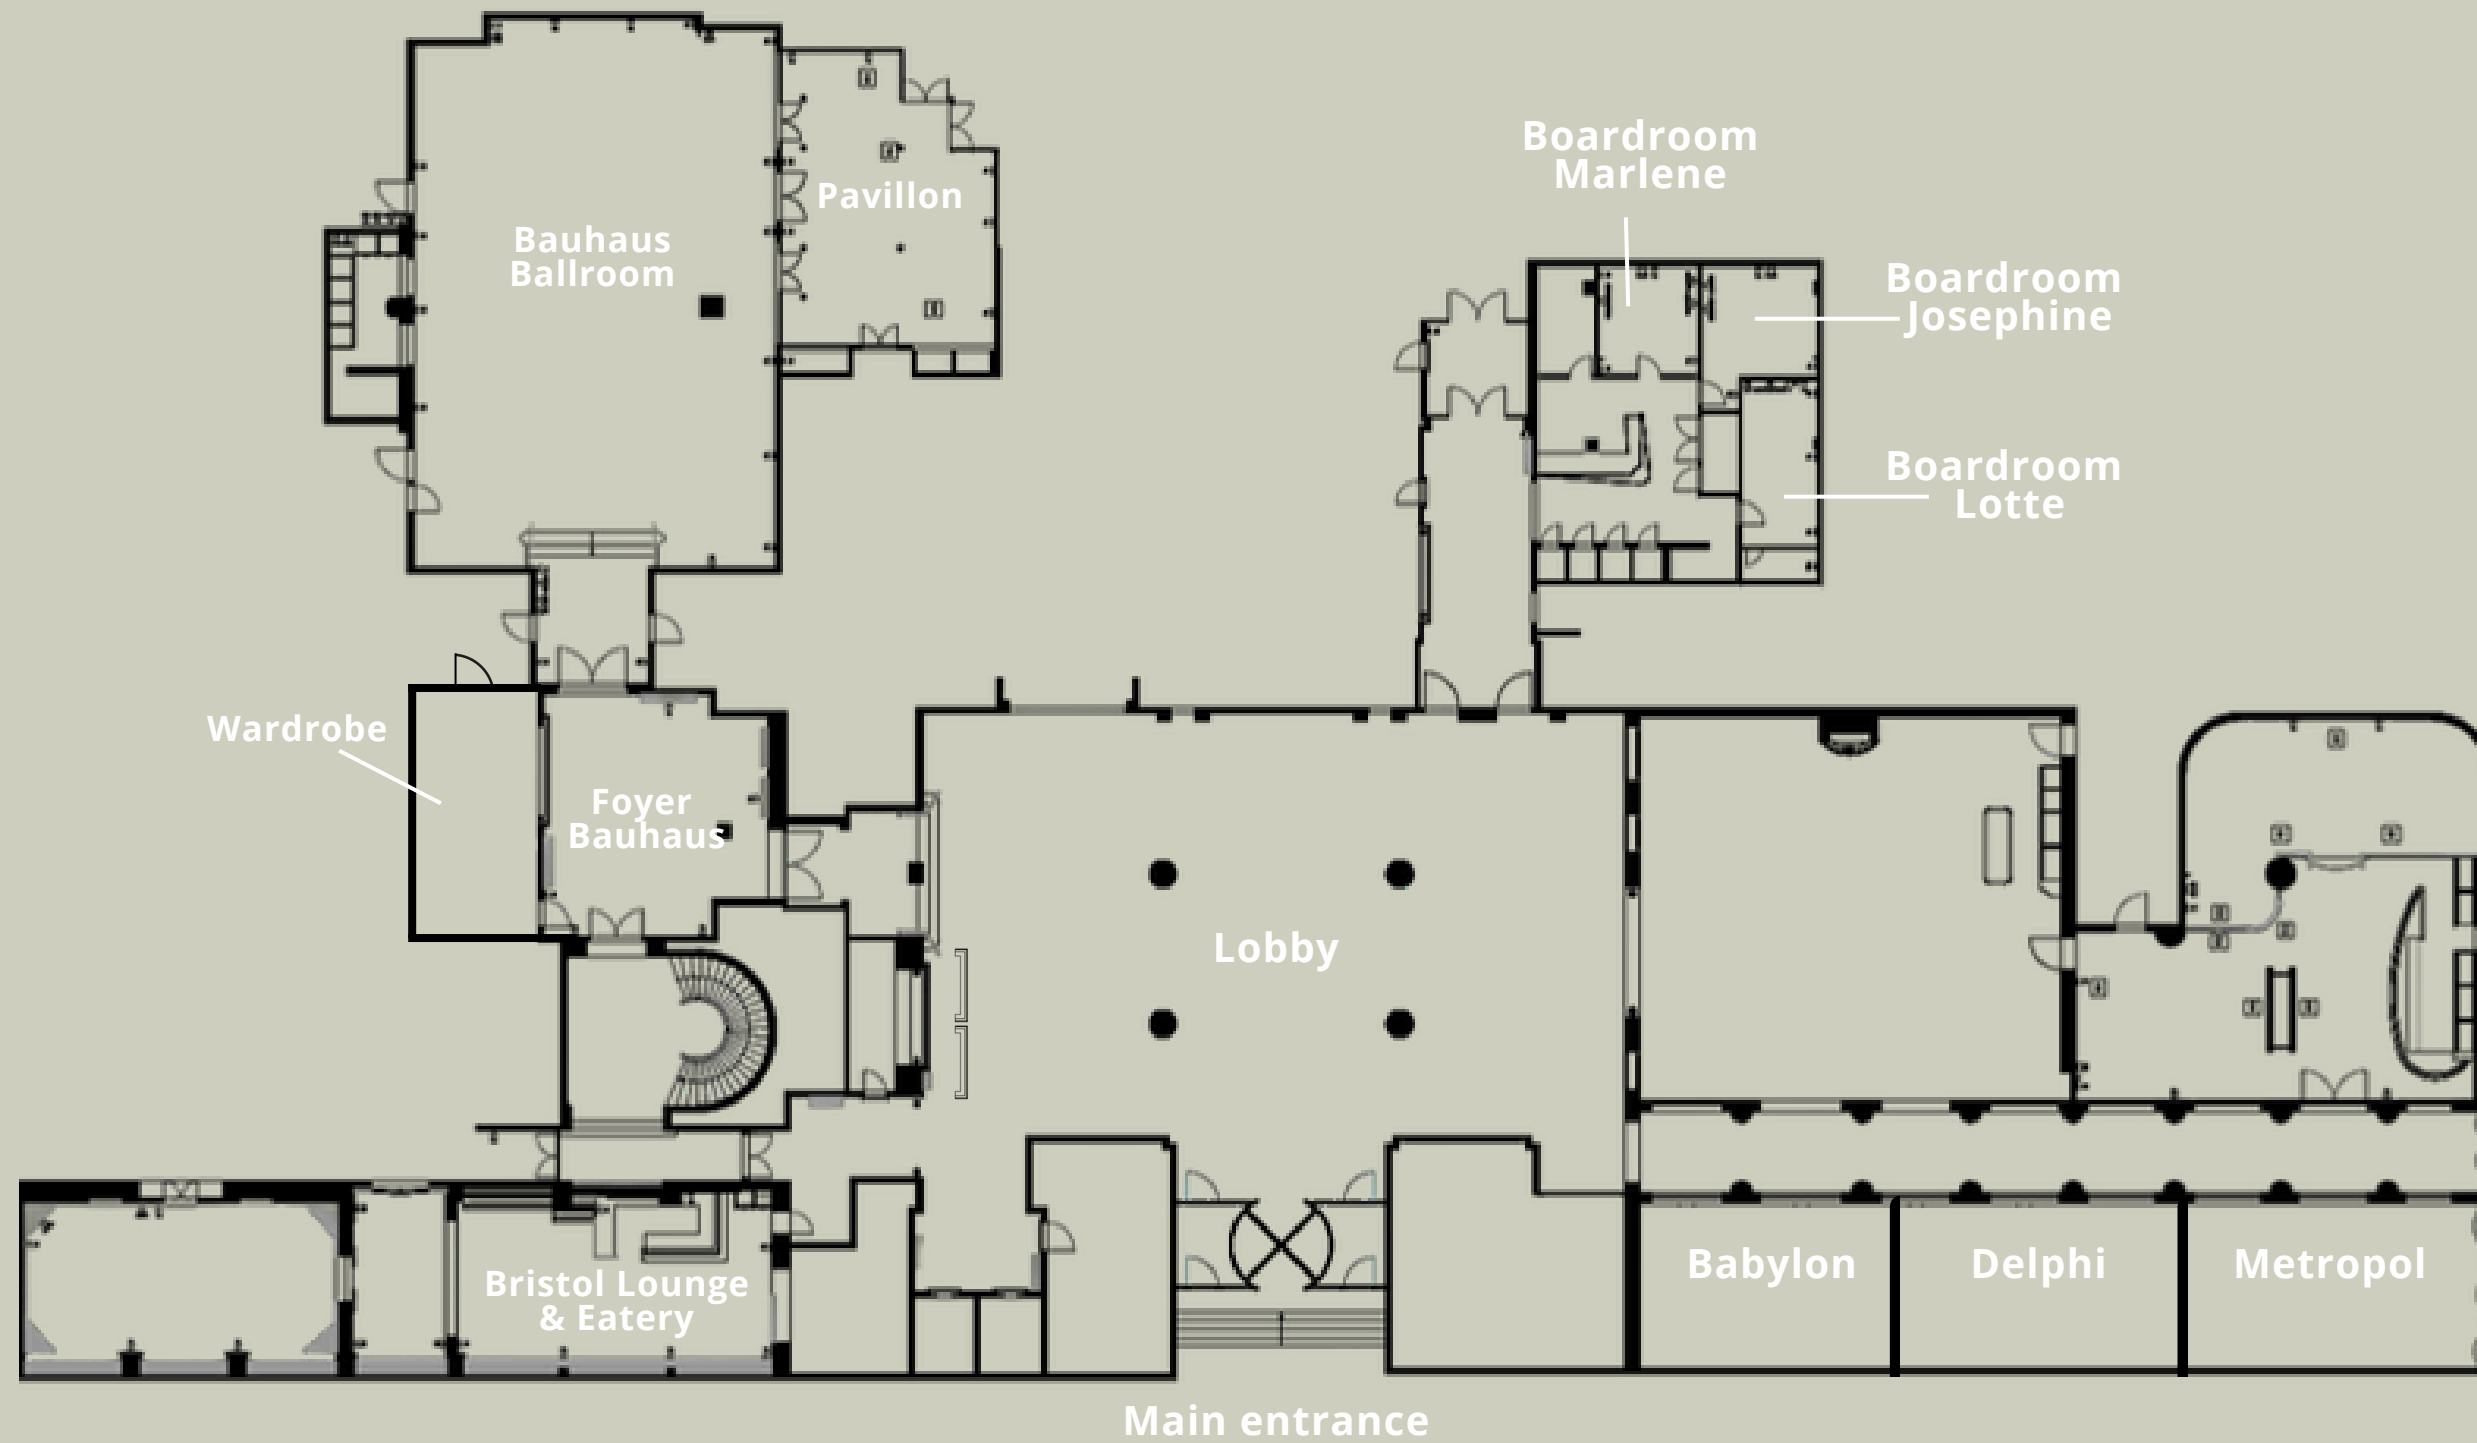 Boardroom
Marlene
Pavillon
Bauhaus
Ballroom
Boardroom
Josephine
Boardroom
Lotte
Wardrobe
Foyer
Bauhaus
Lobby
Babylon
Delphi
Metropol
Bristol Lounge
& Eatery
Main entrance